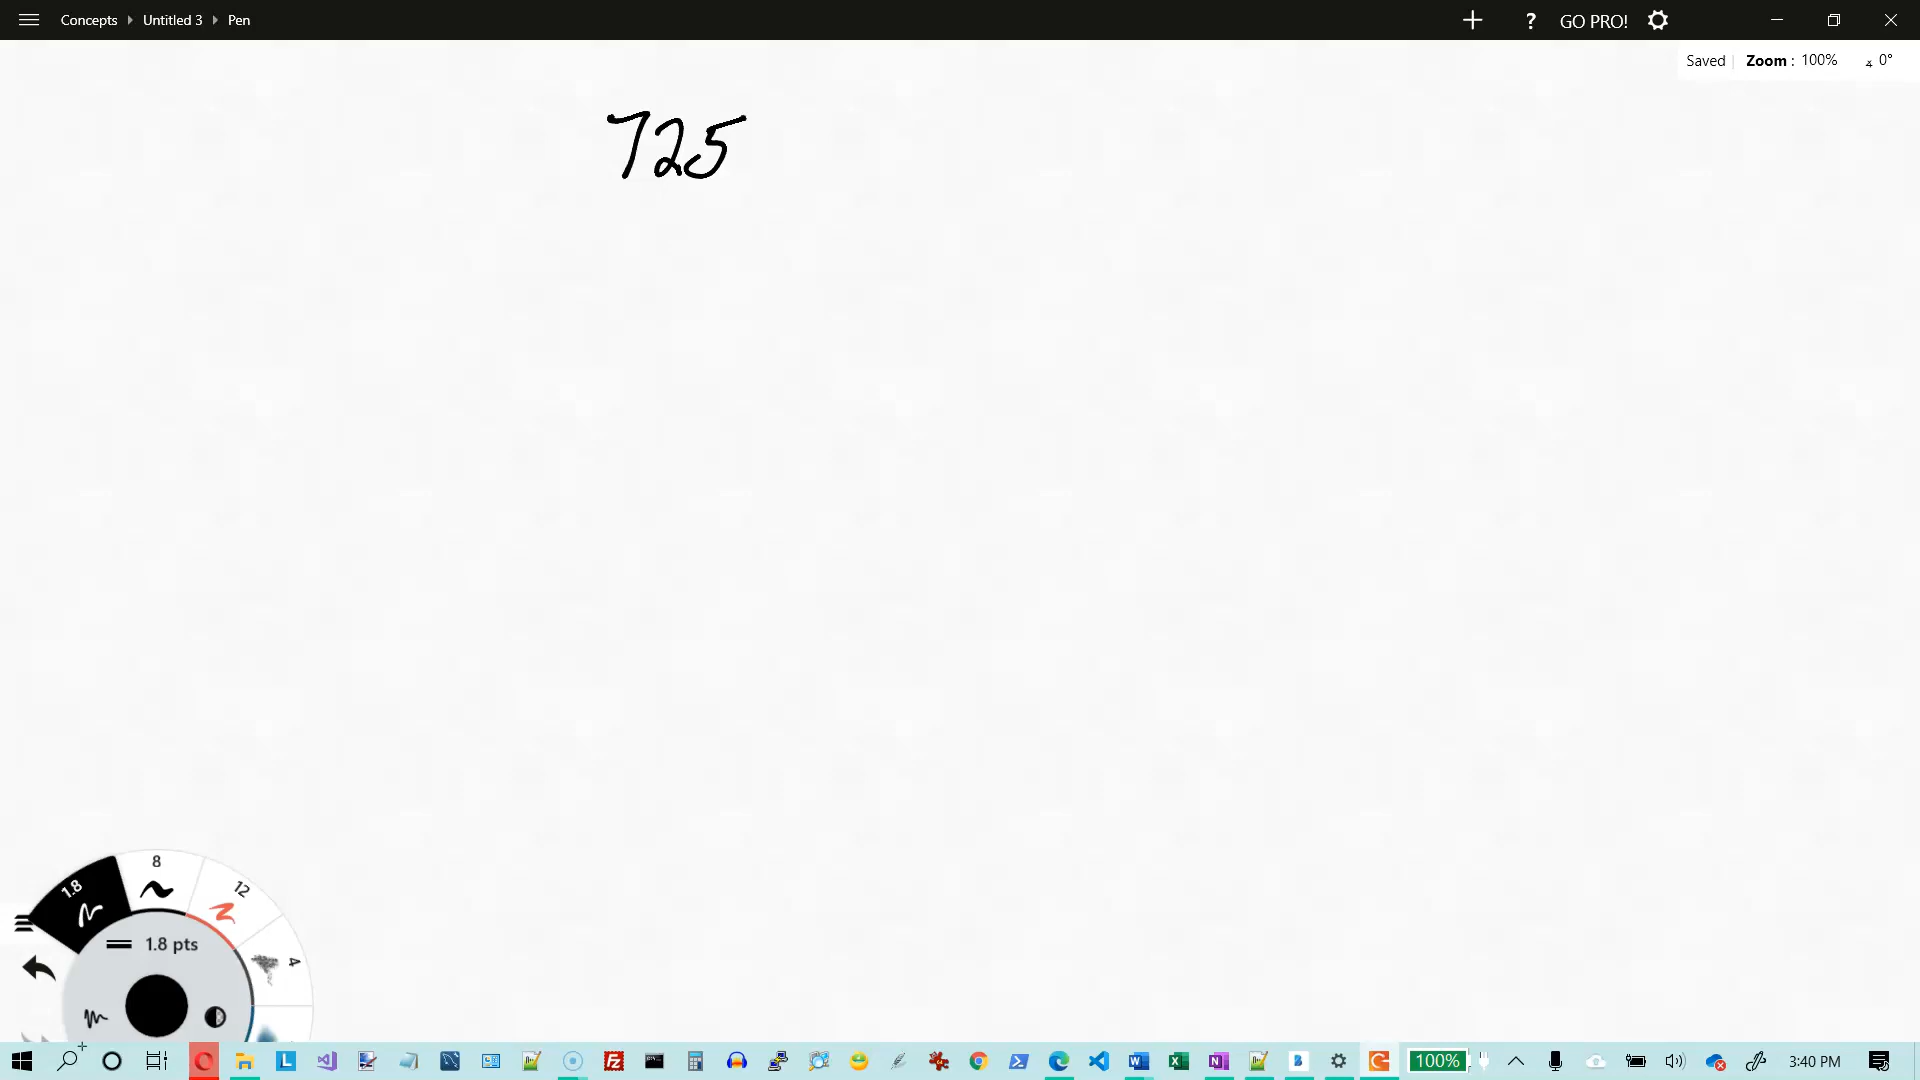 Concepts Untitled 3 Pen
? GO PRO!
Saved Zoom : 100% 0°
725
8
1.8
12
1.8 pts
4
100% 3:40 PM